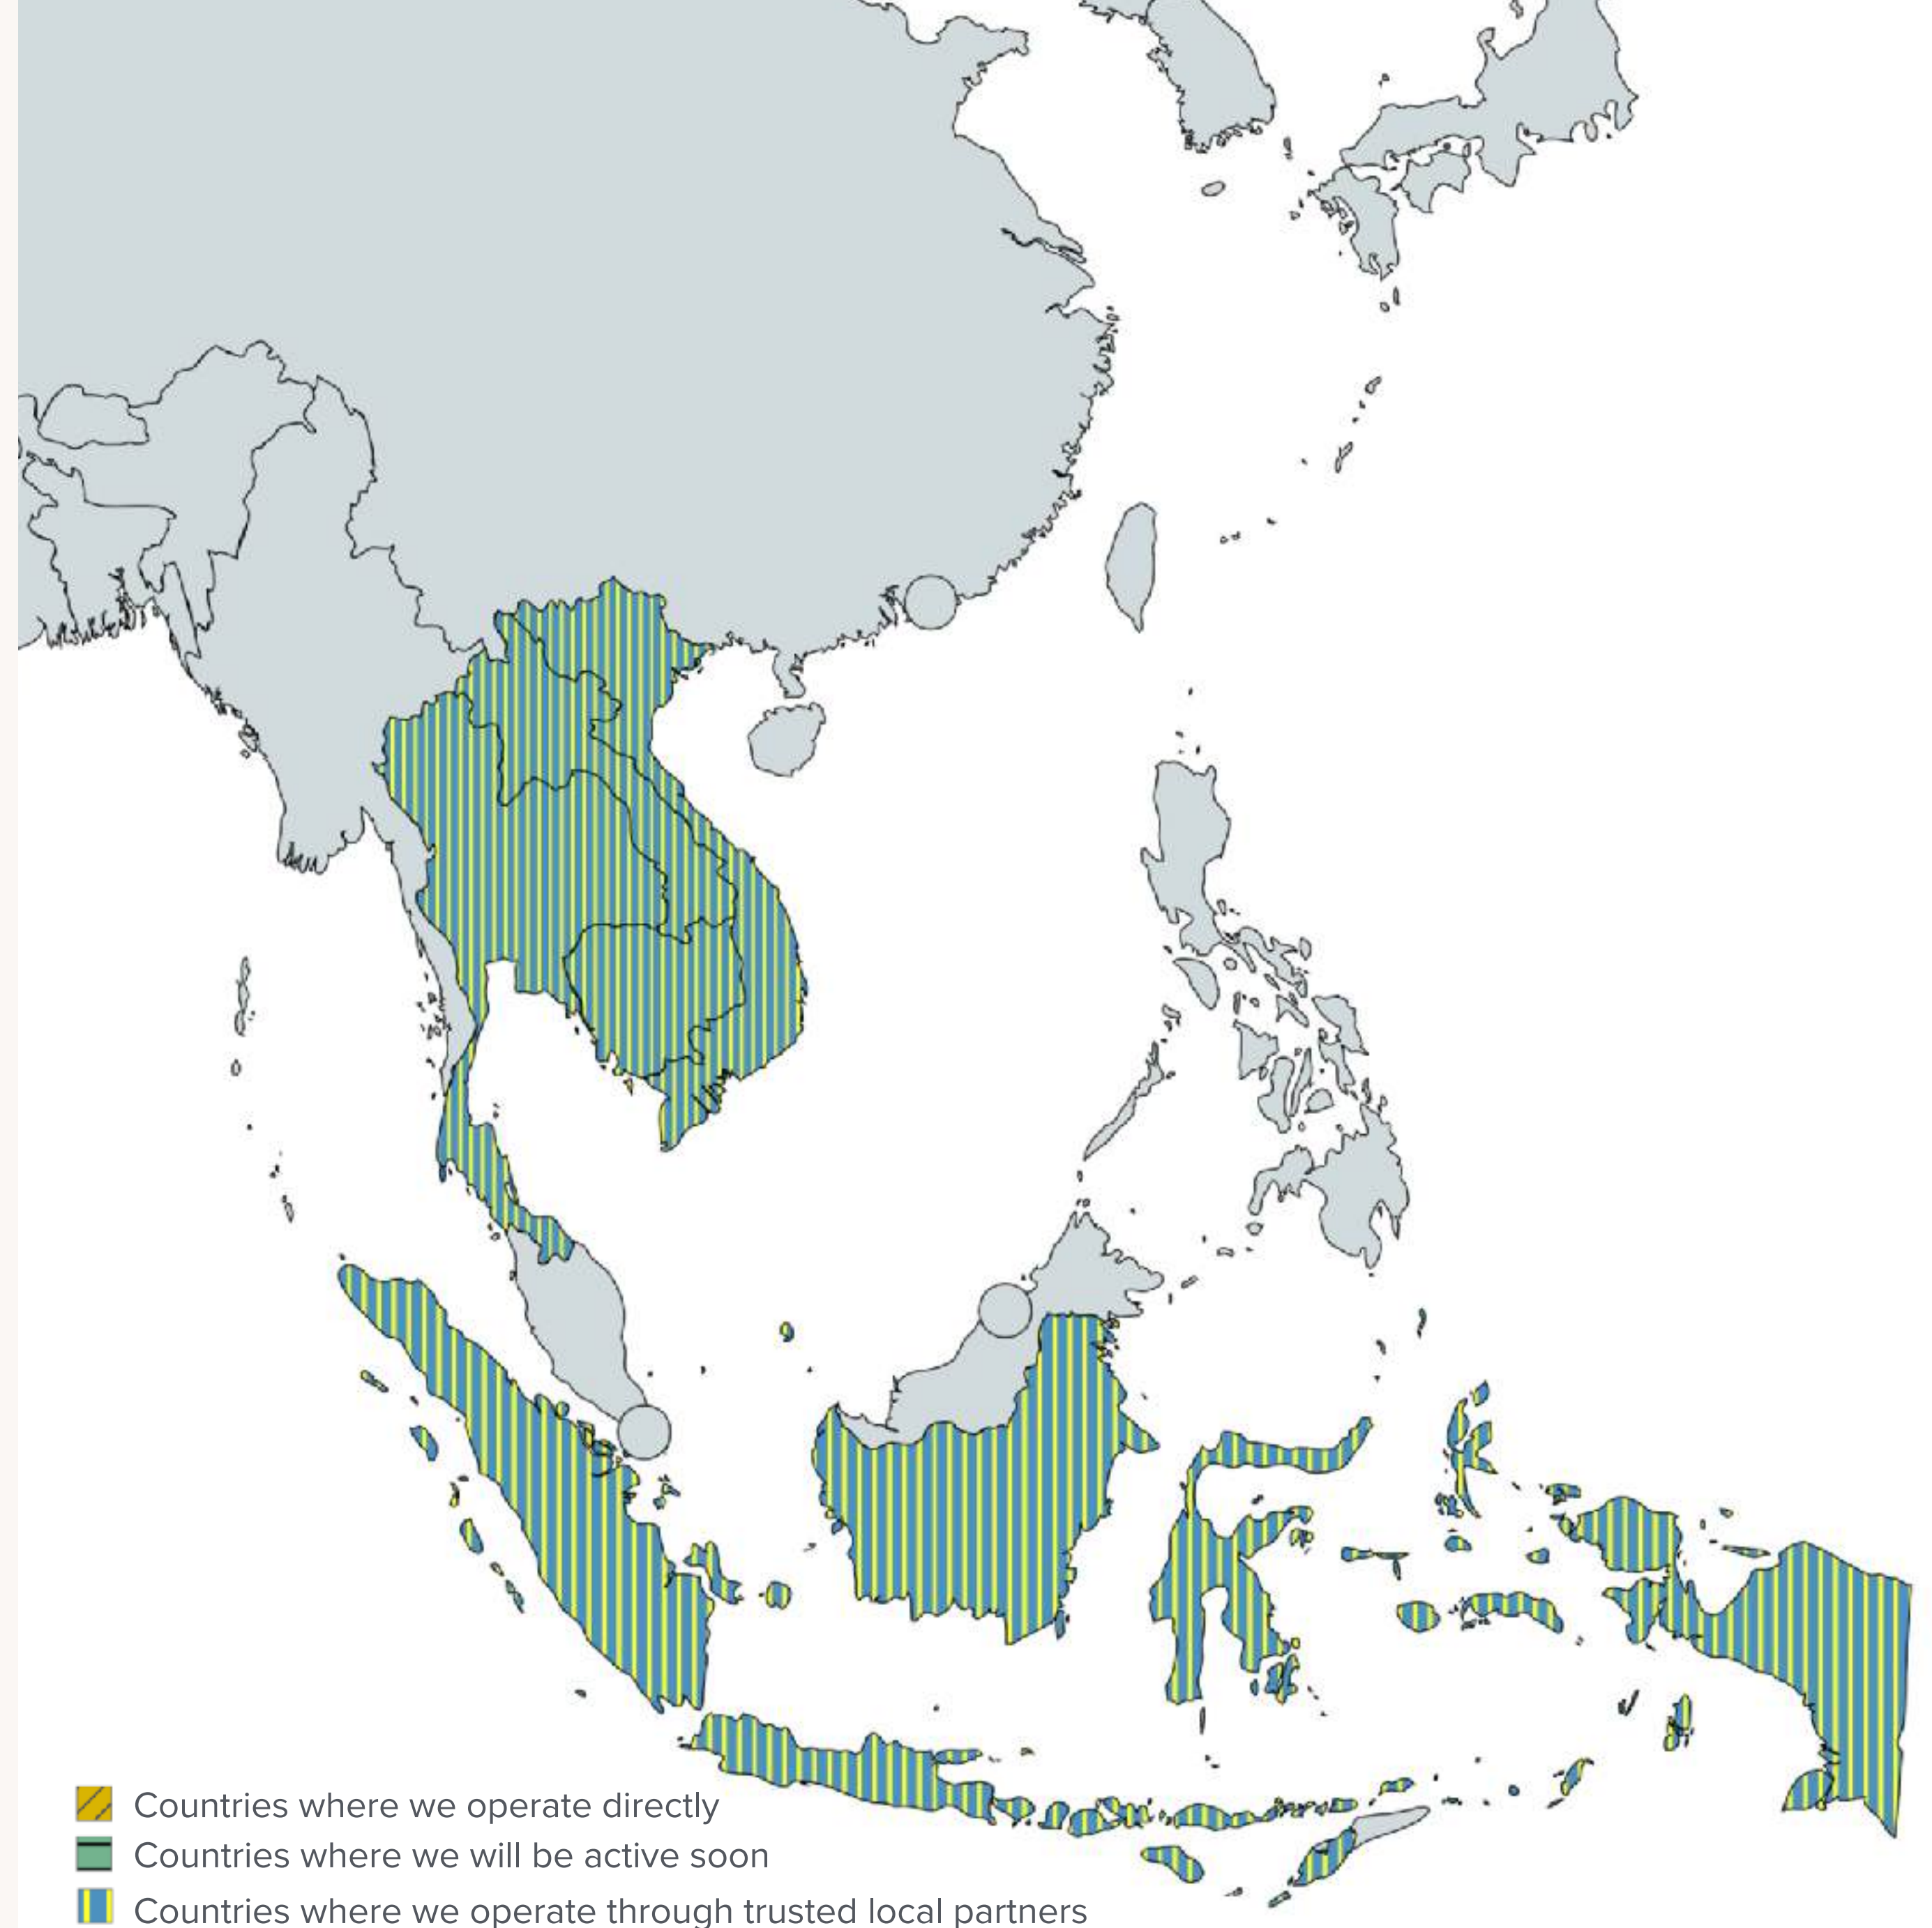 Countries where we operate directly
Countries where we will be active soon
Countries where we operate through trusted local partners